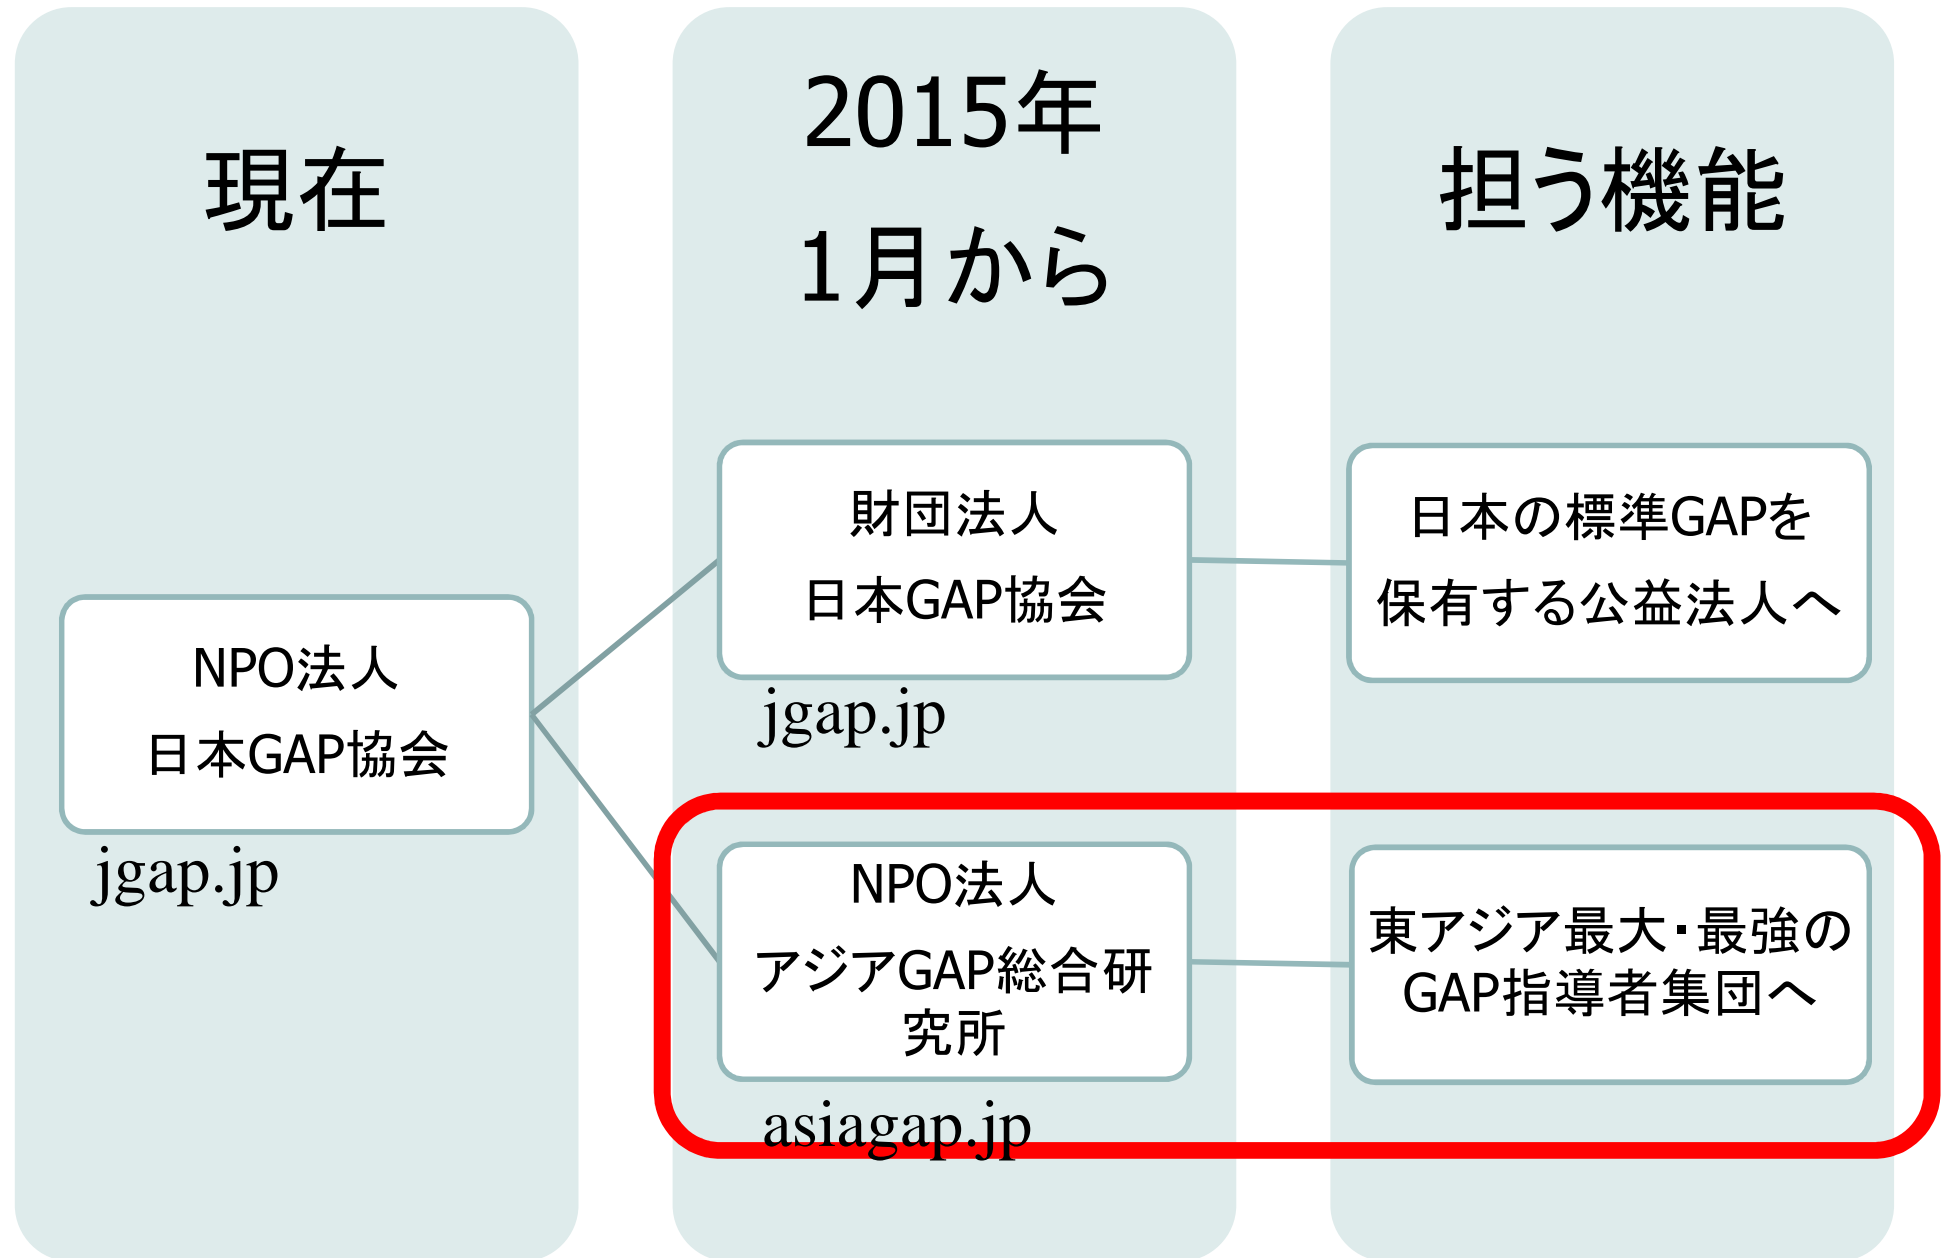 現在
2015年
1月から
担う機能
NPO法人
日本GAP協会
jgap.jp
財団法人
日本GAP協会
jgap.jp
日本の標準GAPを
保有する公益法人へ
NPO法人
アジアGAP総合研
究所
asiagap.jp
東アジア最大・最強の
GAP指導者集団へ